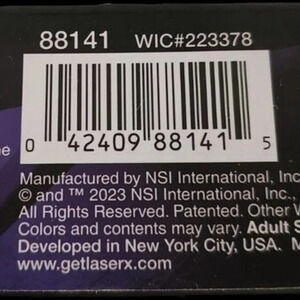 88141 WIC#223378
0 42409 88141 5
Manufactured by NSI International, Inc
© and ™ 2023 NSI International, Inc.,
All Rights Reserved. Patented. Other
Colors and contents may vary. Adult S
Developed in New York City, USA. M
www.getlaserx.com